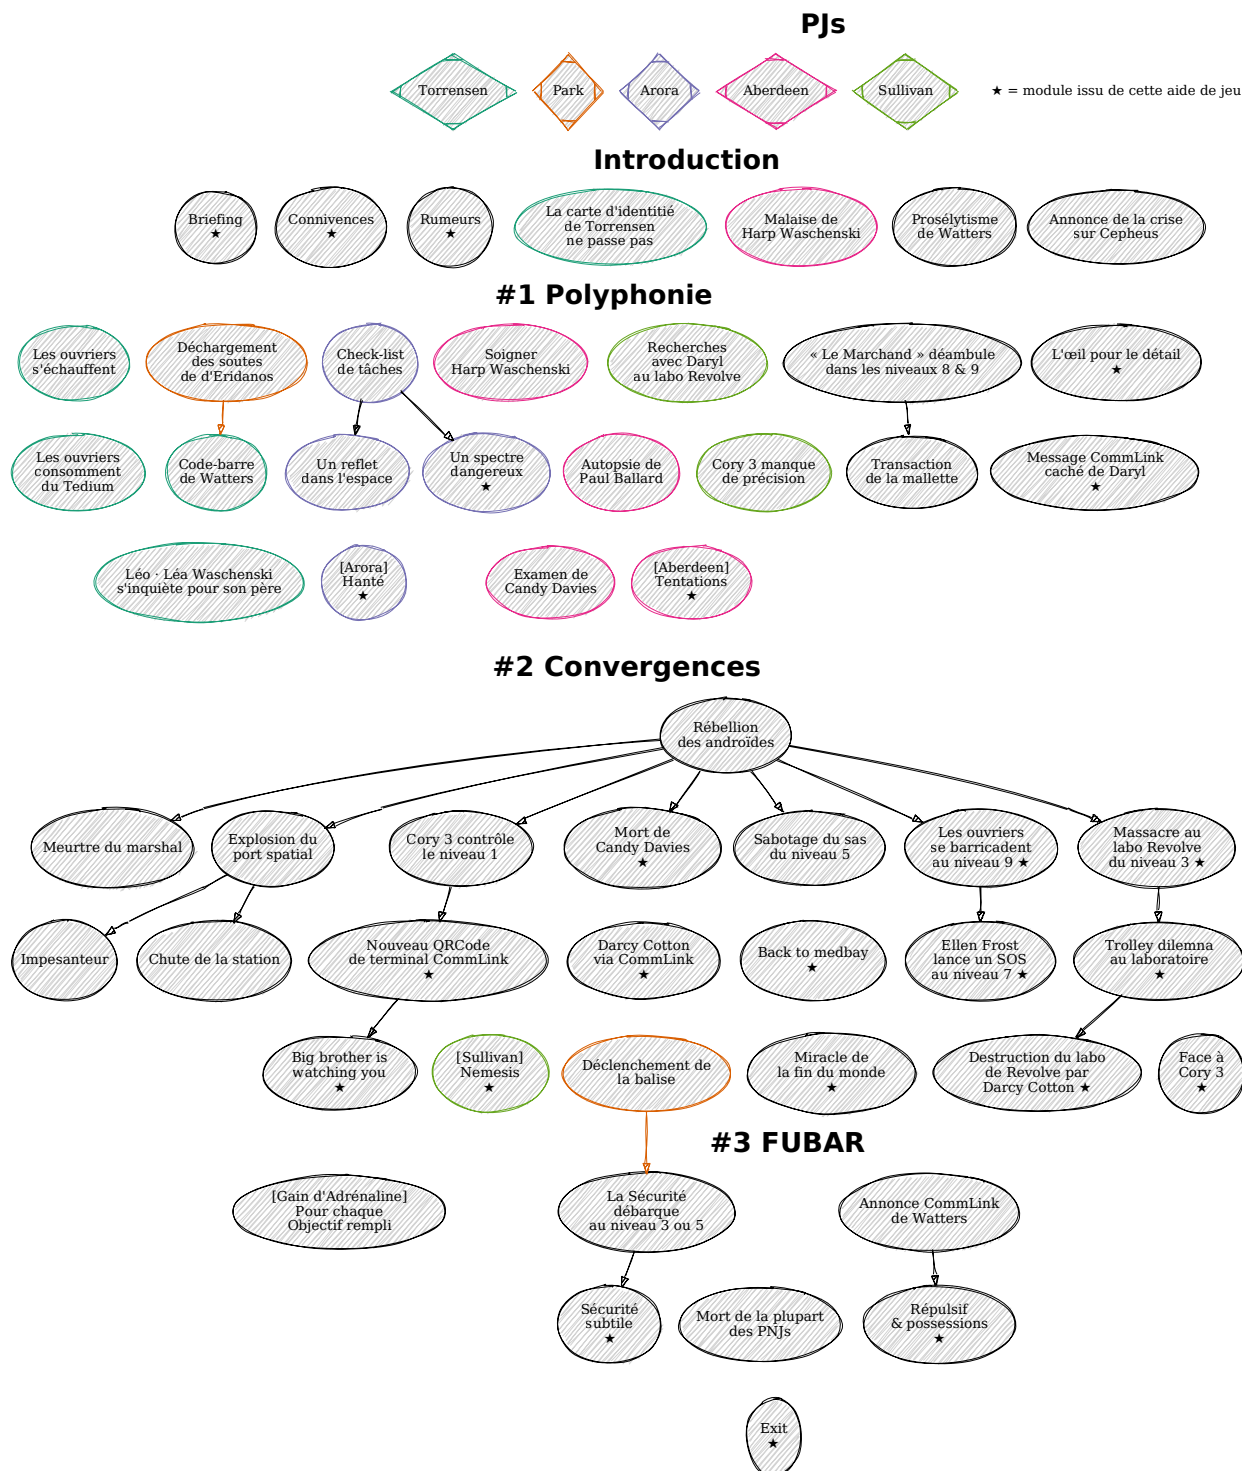 PJs
Torrensen
Park
Arora
Aberdeen
Sullivan
★ = module issu de cette aide de jeu
Introduction
Briefing
★
Connivences
★
Rumeurs
★
La carte d'identitié
de Torrensen
ne passe pas
Malaise de
Harp Waschenski
Prosélytisme
de Watters
Annonce de la crise
sur Cepheus
#1 Polyphonie
Les ouvriers
s'échauffent
Déchargement
des soutes
de d'Eridanos
Check-list
de tâches
Soigner
Harp Waschenski
Recherches
avec Daryl
au labo Revolve
« Le Marchand » déambule
dans les niveaux 8 & 9
L'œil pour le détail
★
Les ouvriers
consomment
du Tedium
Code-barre
de Watters
Un reflet
dans l'espace
Un spectre
dangereux
★
Autopsie de
Paul Ballard
Cory 3 manque
de précision
Transaction
de la mallette
Message CommLink
caché de Daryl
★
Léo · Léa Waschenski
s'inquiète pour son père
[Arora]
Hanté
★
Examen de
Candy Davies
[Aberdeen]
Tentations
★
#2 Convergences
Rébellion
des androïdes
Meurtre du marshal
Explosion du
port spatial
Cory 3 contrôle
le niveau 1
Mort de
Candy Davies
★
Sabotage du sas
du niveau 5
Les ouvriers
se barricadent
au niveau 9 ★
Massacre au
labo Revolve
du niveau 3 ★
Impesanteur
Chute de la station
Nouveau QRCode
de terminal CommLink
★
Darcy Cotton
via CommLink
★
Back to medbay
★
Ellen Frost
lance un SOS
au niveau 7 ★
Trolley dilemna
au laboratoire
★
Big brother is
watching you
★
[Sullivan]
Nemesis
★
Déclenchement de
la balise
Miracle de
la fin du monde
★
Destruction du labo
de Revolve par
Darcy Cotton ★
Face à
Cory 3
★
#3 FUBAR
[Gain d'Adrénaline]
Pour chaque
Objectif rempli
La Sécurité
débarque
au niveau 3 ou 5
Annonce CommLink
de Watters
Sécurité
subtile
★
Mort de la plupart
des PNJs
Répulsif
& possessions
★
Exit
★